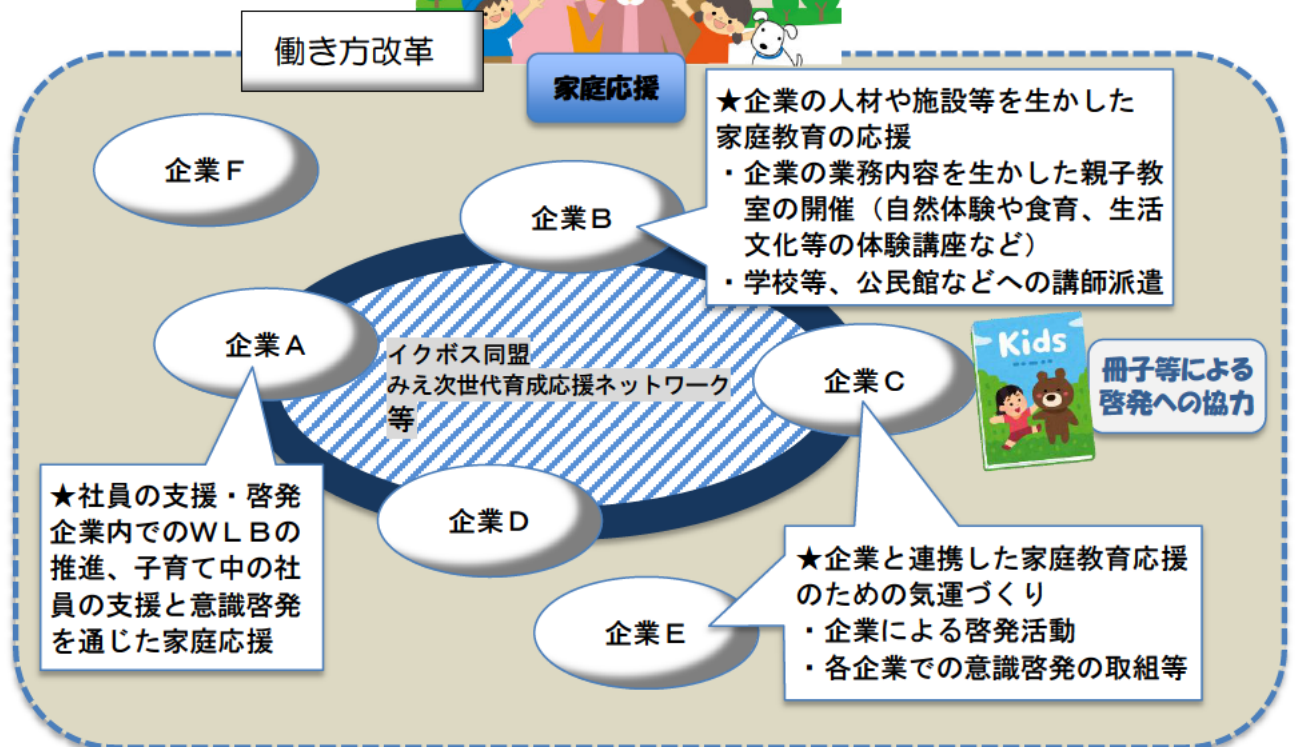 働き方改革
家庭応援
★企業の人材や施設等を生かした
家庭教育の応援
・企業の業務内容を生かした親子教
室の開催（自然体験や食育、生活
文化等の体験講座など）
・学校等、公民館などへの講師派遣
企業Ｆ
企業Ｂ
企業Ａ
イクボス同盟
みえ次世代育成応援ネットワーク
等
企業Ｃ
Kids
冊子等による
啓発への協力
★社員の支援・啓発
企業内でのＷＬＢの
推進、子育て中の社
員の支援と意識啓発
を通じた家庭応援
企業Ｄ
企業Ｅ
★企業と連携した家庭教育応援
のための気運づくり
・企業による啓発活動
・各企業での意識啓発の取組等